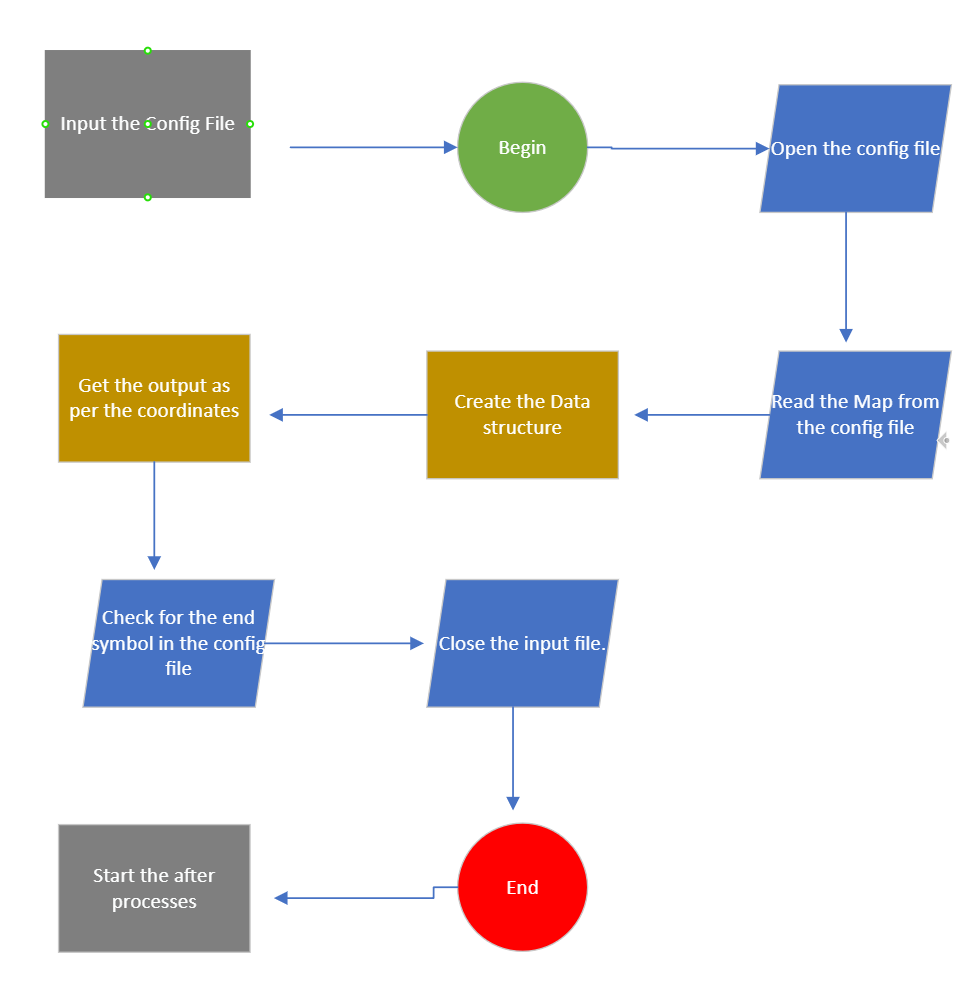 Input the Config File
Begin
Open the config file
Get the output as
per the coordinates
Create the Data
structure
Read the Map from
the config file
Check for the end
symbol in the config
file
Close the input file.
Start the after
processes
End